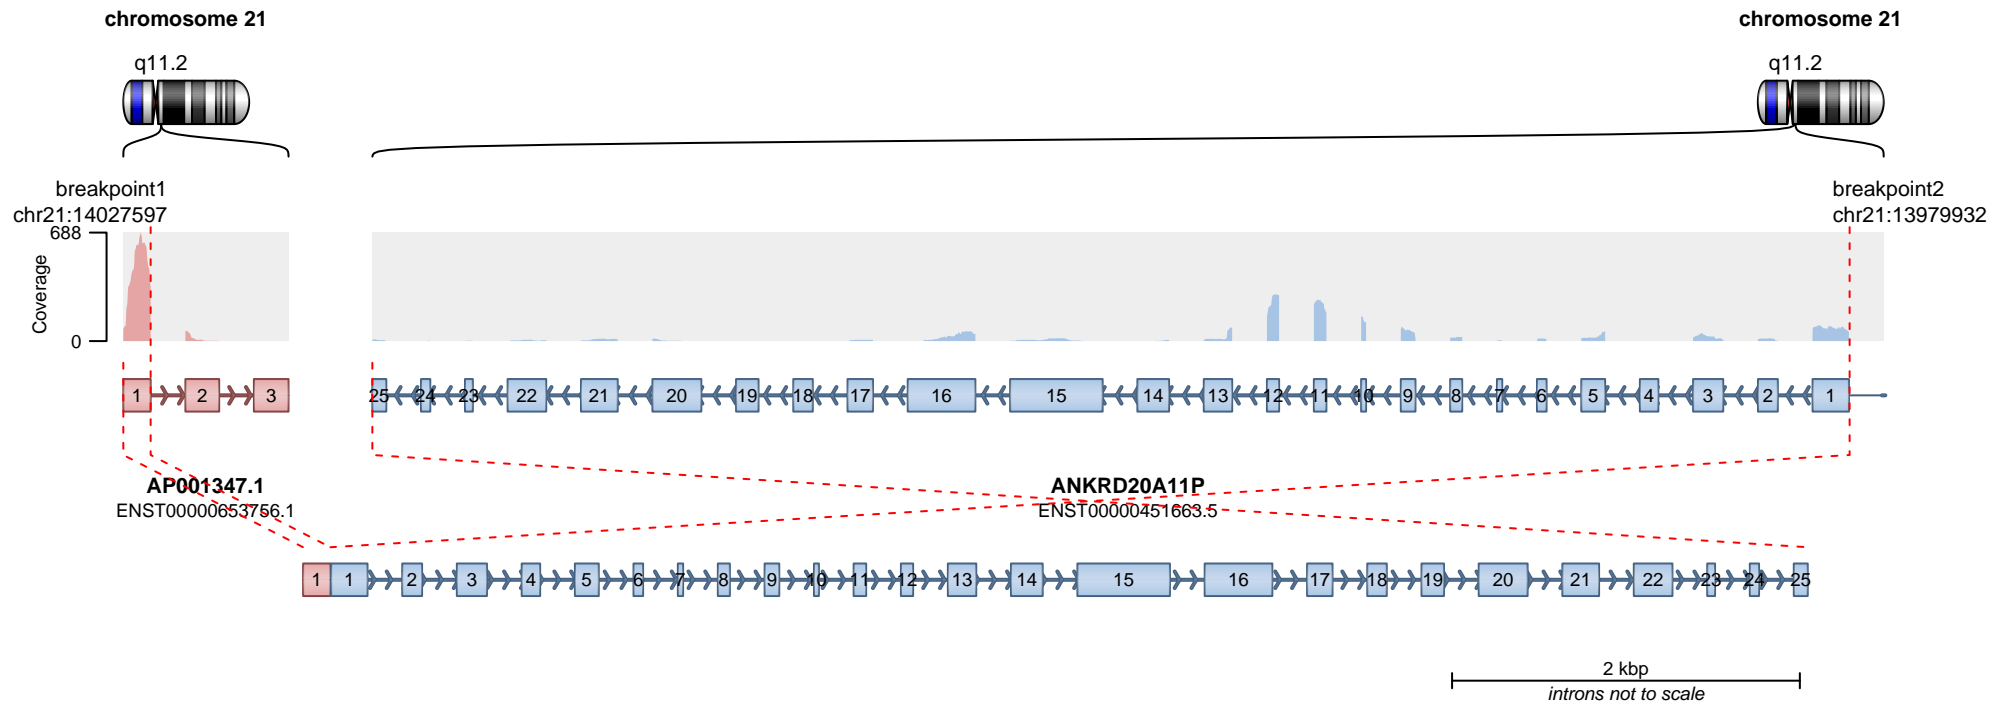 chromosome 21
chromosome 21
q11.2
q11.2
breakpoint1
chr21:14027597
breakpoint2
chr21:13979932
688
0
Coverage
1 2 3
25 24 23 22 21 20 19 18 17 16 15 14 13 12 11 10 9 8 7 6 5 4 3 2 1
AP001347.1
ENST00000653756.1
ANKRD20A11P
ENST00000451663.5
1 1 2 3 4 5 6 7 8 9 10 11 12 13 14 15 16 17 18 19 20 21 22 23 24 25
2 kbp
introns not to scale